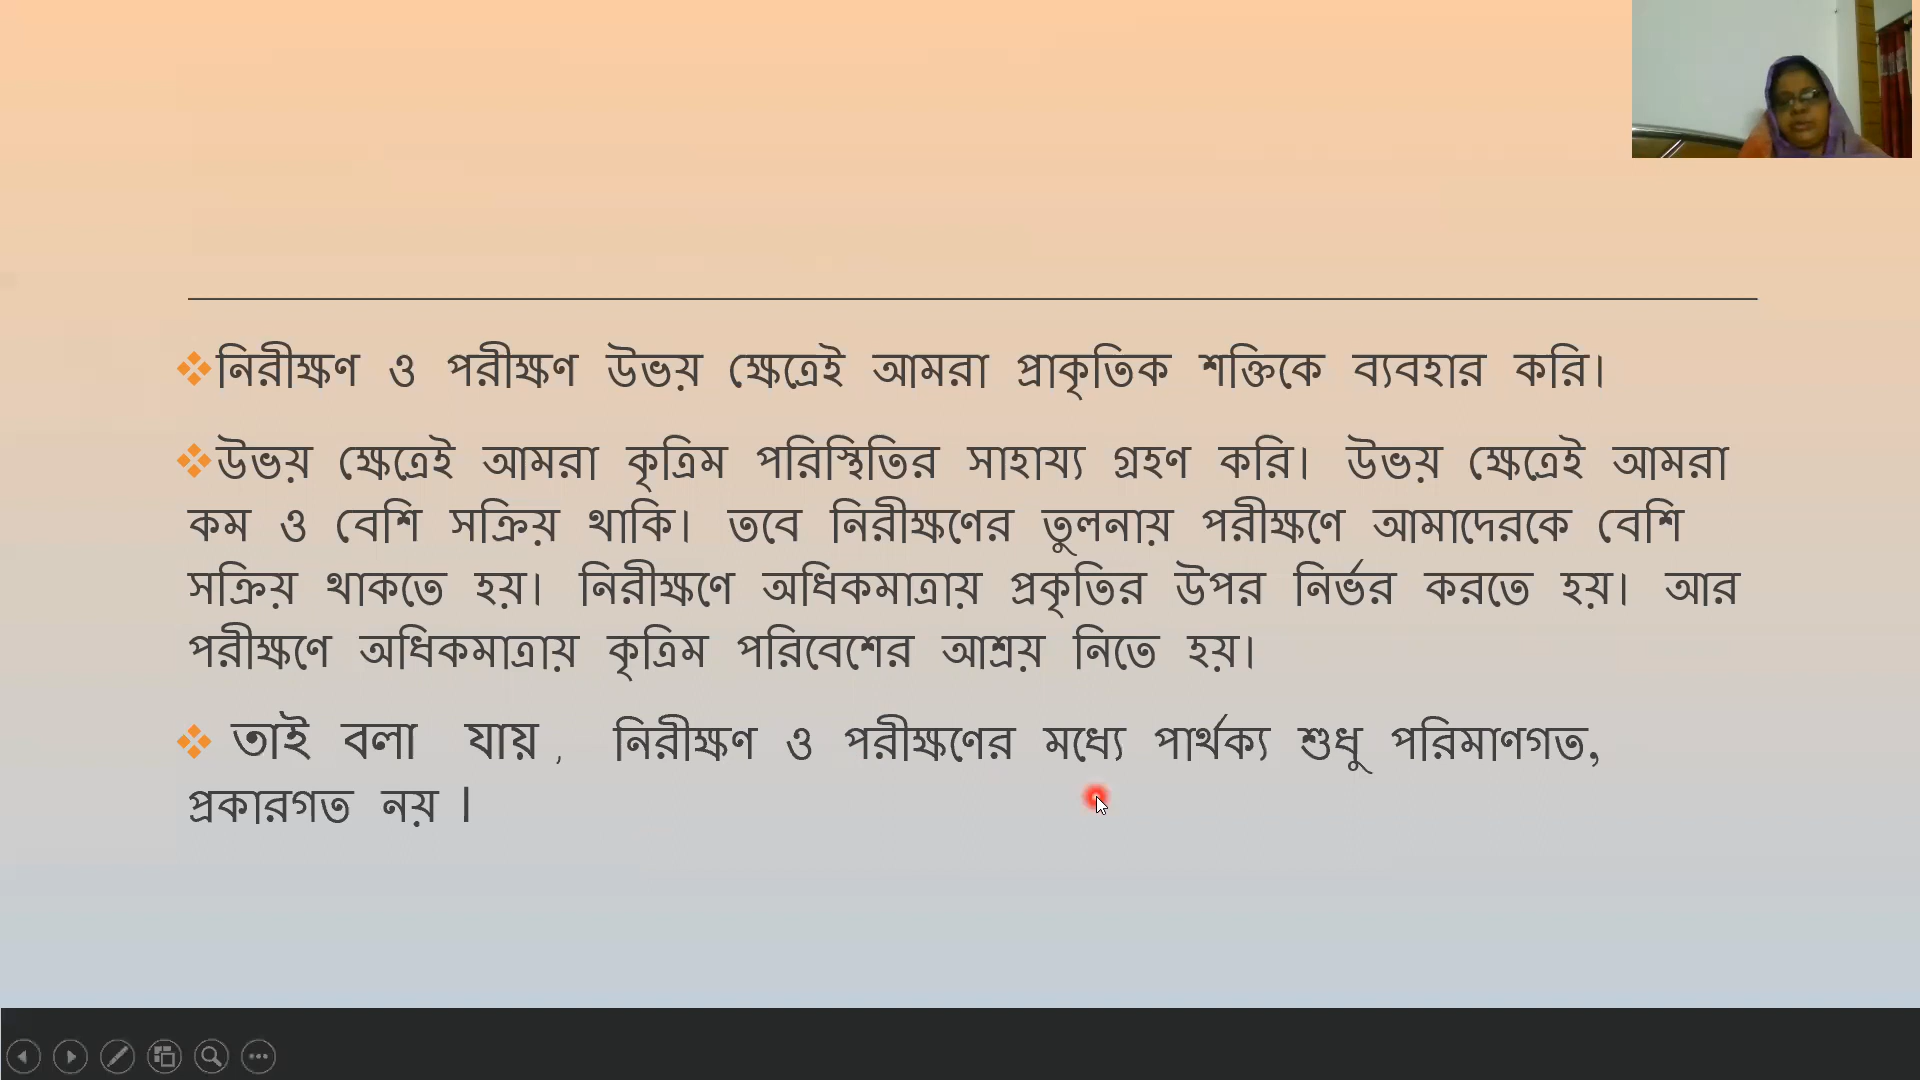 নিরীক্ষণ ও পরীক্ষণ উভয় ক্ষেত্রেই আমরা প্রাকৃতিক শক্তিকে ব্যবহার করি।
উভয় ক্ষেত্রেই আমরা কৃত্রিম পরিস্থিতির সাহায্য গ্রহণ করি। উভয় ক্ষেত্রেই আমরা
কম ও বেশি সক্রিয় থাকি। তবে নিরীক্ষণের তুলনায় পরীক্ষণে আমাদেরকে বেশি
সক্রিয় থাকতে হয়। নিরীক্ষণে অধিকমাত্রায় প্রকৃতির উপর নির্ভর করতে হয়। আর
পরীক্ষণে অধিকমাত্রায় কৃত্রিম পরিবেশের আশ্রয় নিতে হয়।
তাই বলা যায় , নিরীক্ষণ ও পরীক্ষণের মধ্যে পার্থক্য শুধু পরিমাণগত,
প্রকারগত নয় ।